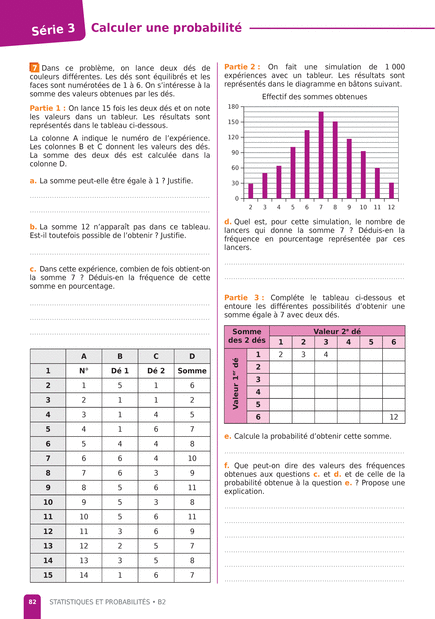 Série 3
Calculer une probabilité
7 Dans ce repérage, on lance deux dés de
couleurs différentes. Les dés sont équilibrés et les
faces sont numérotées de 1 à 6. On s'intéresse à la
somme des valeurs obtenues par les dés.
Partie 1 : On lance 15 fois les deux dés et on note
les valeurs dans un tableur. Les résultats sont
représentés dans le tableau ci-dessous.
La colonne A indique le numéro de l'expérience.
Les colonnes B et C donnent les valeurs des dés.
La somme des deux dés est calculée dans la
colonne D.
a. La somme peut-elle être égale à 1 ? Justifie.
b. La somme 12 n'apparaît pas dans ce tableau.
Est-il toutefois possible de l'obtenir ? Justifie.
c. Dans cette expérience, combien de fois obtient-on
la somme 7 ? Déduis-en la fréquence de cette
somme en pourcentage.
A B C D
1 N° Dé 1 Dé 2 Somme
2 1 5 1 6
3 2 1 1 2
4 3 1 4 5
5 4 1 6 7
6 5 4 4 8
7 6 6 4 10
8 7 6 3 9
9 8 5 6 11
10 9 5 3 8
11 10 5 6 11
12 11 3 6 9
13 12 2 5 7
14 13 3 5 8
15 14 1 6 7
Partie 2 : On fait une simulation de 1 000
expériences avec un tableur. Les résultats sont
représentés dans le diagramme en bâtons suivant.
Effectif des sommes obtenues
180
150
120
90
60
30
0
2 3 4 5 6 7 8 9 10 11 12
d. Quel est, pour cette simulation, le nombre de
lancers qui donne la somme 7 ? Déduis-en la
fréquence en pourcentage représentée par ces
lancers.
Partie 3 : Complète le tableau ci-dessous et
entoure les différentes possibilités d'obtenir une
somme égale à 7 avec deux dés.
Somme des 2 dés
Valeur 2e dé
1 2 3 4 5 6
Valeur 1er dé
1 2 3 4
2
3
4
5
6 12
e. Calcule la probabilité d'obtenir cette somme.
f. Que peut-on dire des valeurs des fréquences
obtenues aux questions c. et d. et de celle de la
probabilité obtenue à la question e. ? Propose une
explication.
82 STATISTIQUES ET PROBABILITÉS • B2